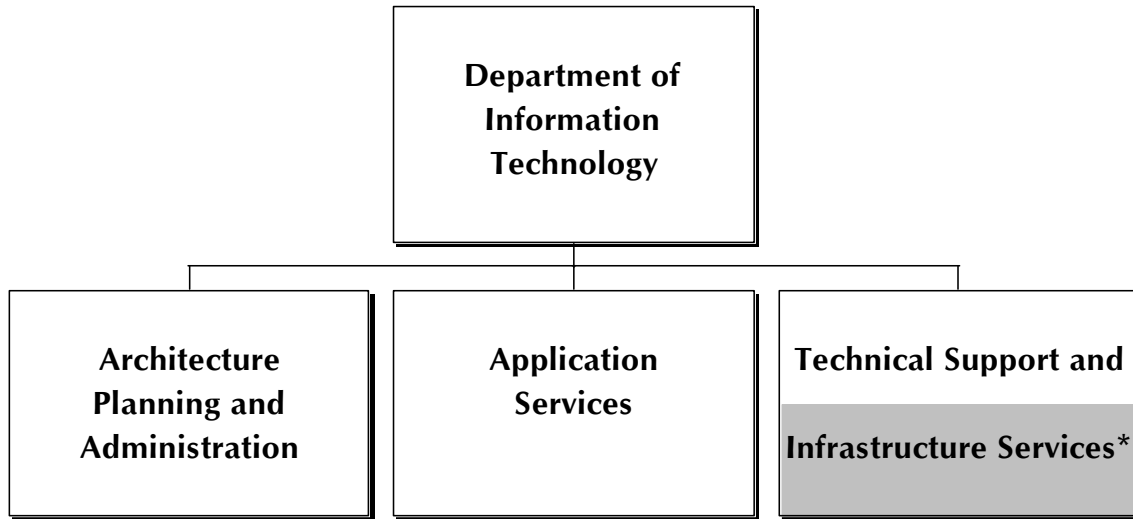 Department of
Information
Technology
Architecture
Planning and
Administration
Application
Services
Technical Support and
Infrastructure Services*